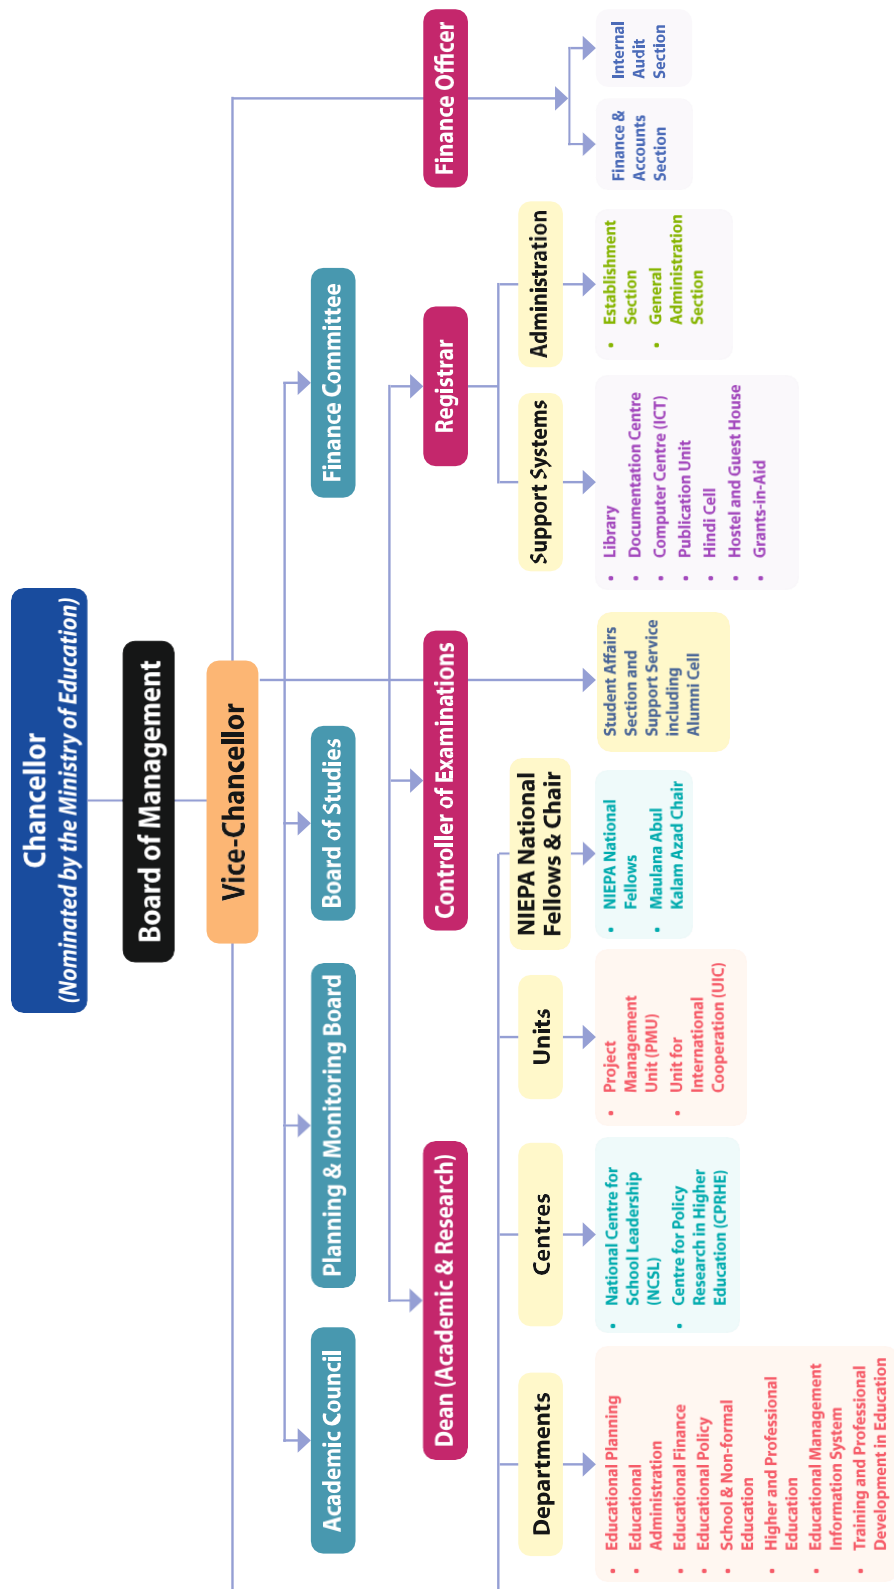 Chancellor
(Nominated by the Ministry of Education)
Board of Management
Vice-Chancellor
Academic Council
Planning & Monitoring Board
Board of Studies
Finance Committee
Dean (Academic & Research)
Controller of Examinations
Registrar
Finance Officer
Departments
Centres
Units
NIEPA National
Fellows & Chair
Support Systems
Administration
• Educational Planning
• Educational
Administration
• Educational Finance
• Educational Policy
• School & Non-formal
Education
• Higher and Professional
Education
• Educational Management
Information System
• Training and Professional
Development in Education
• National Centre for
School Leadership
(NCSL)
• Centre for Policy
Research in Higher
Education (CPRHE)
• Project
Management
Unit (PMU)
• Unit for
International
Cooperation (UIC)
• NIEPA National
Fellows
• Maulana Abul
Kalam Azad Chair
Student Affairs
Section and
Support Service
including
Alumni Cell
• Library
• Documentation Centre
• Computer Centre (ICT)
• Publication Unit
• Hindi Cell
• Hostel and Guest House
• Grants-in-Aid
• Establishment
Section
• General
Administration
Section
Finance &
Accounts
Section
Internal
Audit
Section